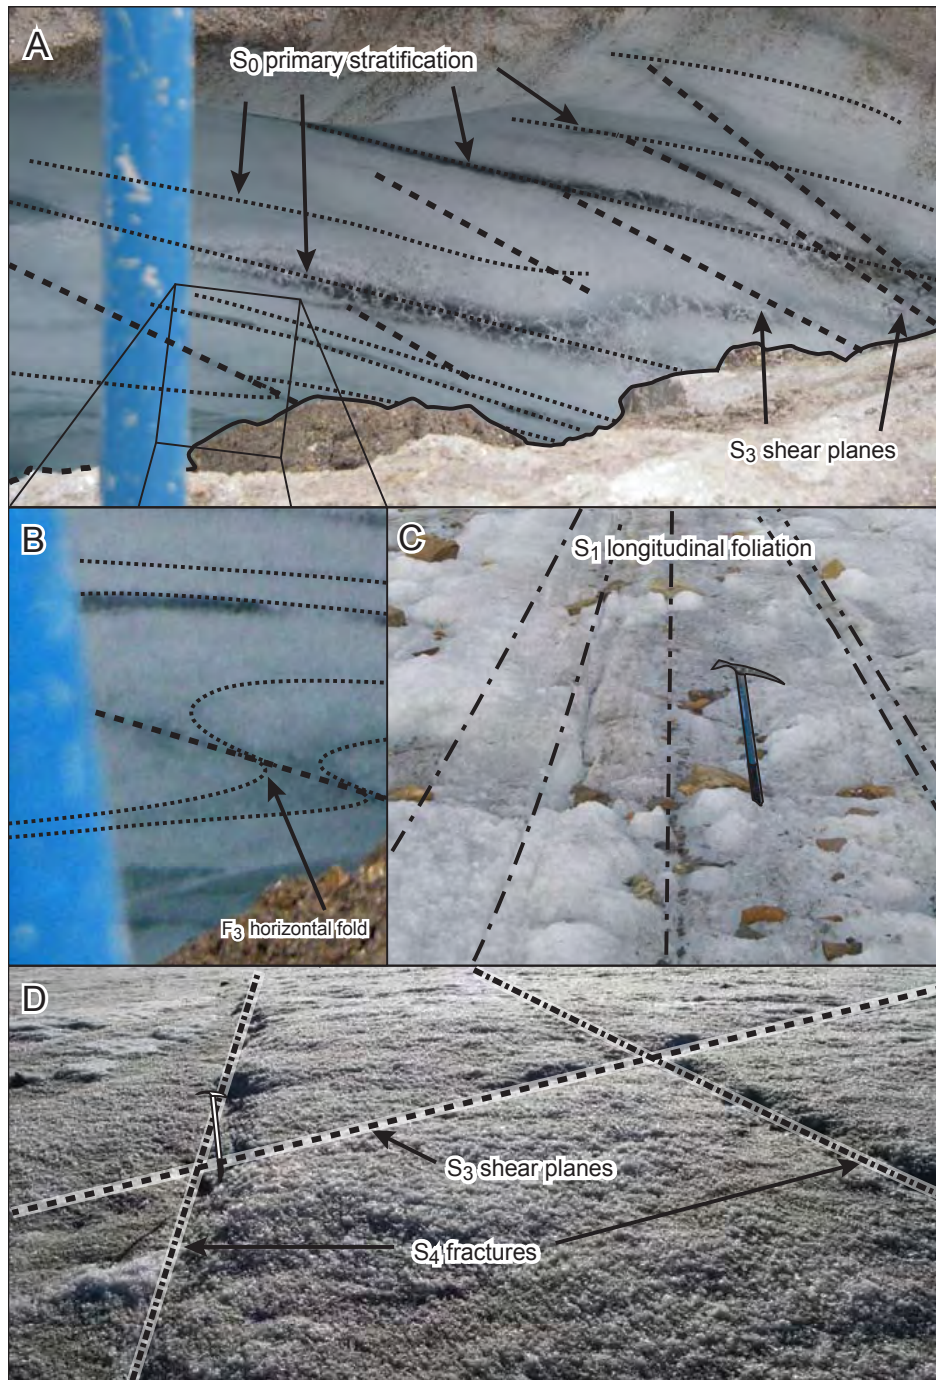 A
S0 primary stratification
S3 shear planes
B
F3 horizontal fold
C
S1 longitudinal foliation
D
S3 shear planes
S4 fractures